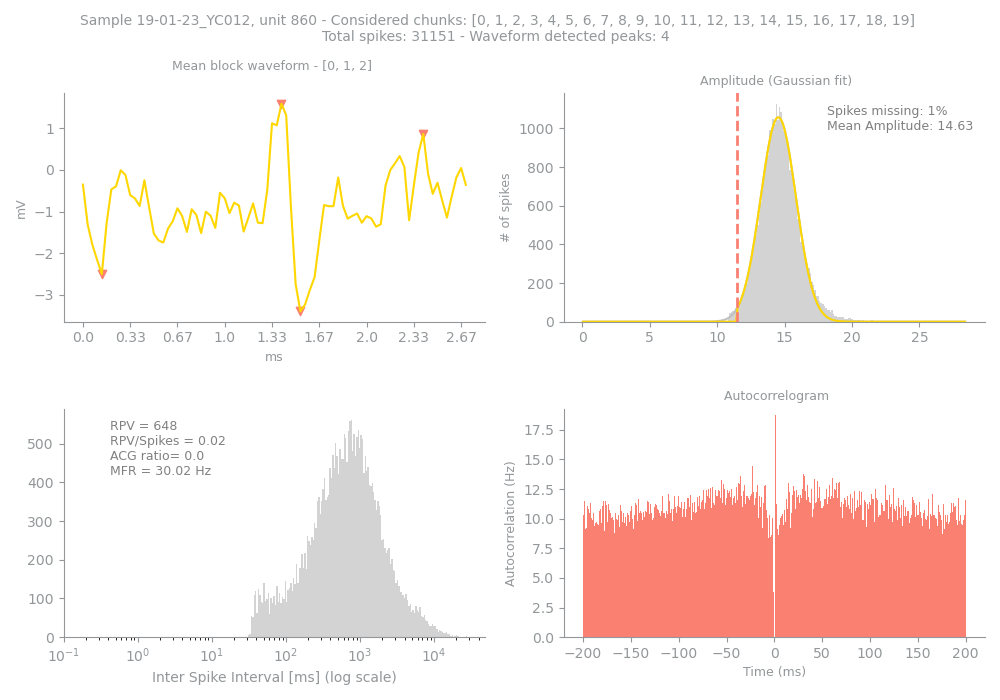 Sample 19-01-23_YC012, unit 860 - Considered chunks: [0, 1, 2, 3, 4, 5, 6, 7, 8, 9, 10, 11, 12, 13, 14, 15, 16, 17, 18, 19]
Total spikes: 31151 - Waveform detected peaks: 4
Mean block waveform - [0, 1, 2]
1
0
−1
−2
−3
mV
0.0 0.33 0.67 1.0 1.33 1.67 2.0 2.33 2.67
ms
Amplitude (Gaussian fit)
Spikes missing: 1%
Mean Amplitude: 14.63
1000
800
600
400
200
0
# of spikes
0 5 10 15 20 25
RPV = 648
RPV/Spikes = 0.02
ACG ratio= 0.0
MFR = 30.02 Hz
500
400
300
200
100
0
10⁻¹ 10⁰ 10¹ 10² 10³ 10⁴
Inter Spike Interval [ms] (log scale)
Autocorrelogram
17.5
15.0
12.5
10.0
7.5
5.0
2.5
0.0
Autocorrelation (Hz)
−200 −150 −100 −50 0 50 100 150 200
Time (ms)